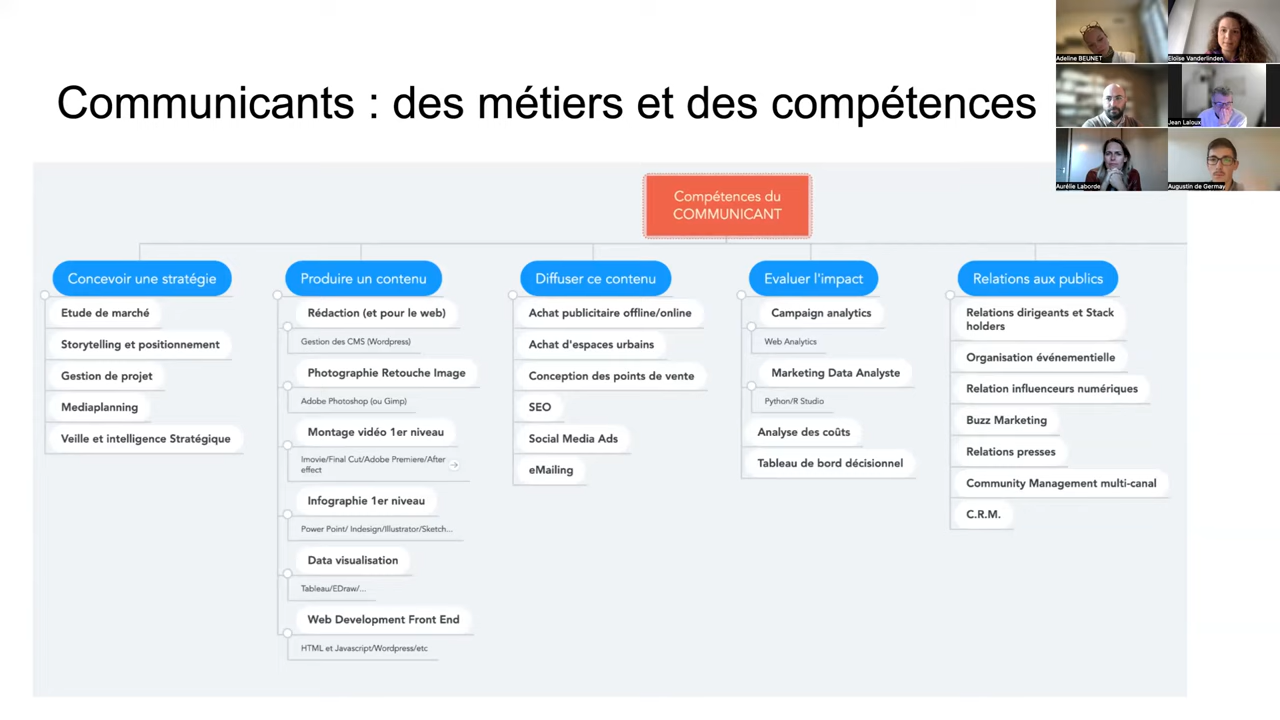 Communicants : des métiers et des compétences
Adeline BEUNET
Eloïse Vanderlinden
Jean Laloux
Aurélie Laborde
Augustin de Germay
Compétences du
COMMUNICANT
Concevoir une stratégie
Etude de marché
Storytelling et positionnement
Gestion de projet
Mediaplanning
Veille et intelligence Stratégique
Produire un contenu
Rédaction (et pour le web)
Gestion des CMS (Wordpress)
Photographie Retouche Image
Adobe Photoshop (ou Gimp)
Montage vidéo 1er niveau
Imovie/Final Cut/Adobe Premiere/After
effect
Infographie 1er niveau
Power Point/ Indesign/Illustrator/Sketch...
Data visualisation
Tableau/EDraw/...
Web Development Front End
HTML et Javascript/Wordpress/etc
Diffuser ce contenu
Achat publicitaire offline/online
Achat d'espaces urbains
Conception des points de vente
SEO
Social Media Ads
eMailing
Evaluer l'impact
Campaign analytics
Web Analytics
Marketing Data Analyste
Python/R Studio
Analyse des coûts
Tableau de bord décisionnel
Relations aux publics
Relations dirigeants et Stack
holders
Organisation événementielle
Relation influenceurs numériques
Buzz Marketing
Relations presses
Community Management multi-canal
C.R.M.